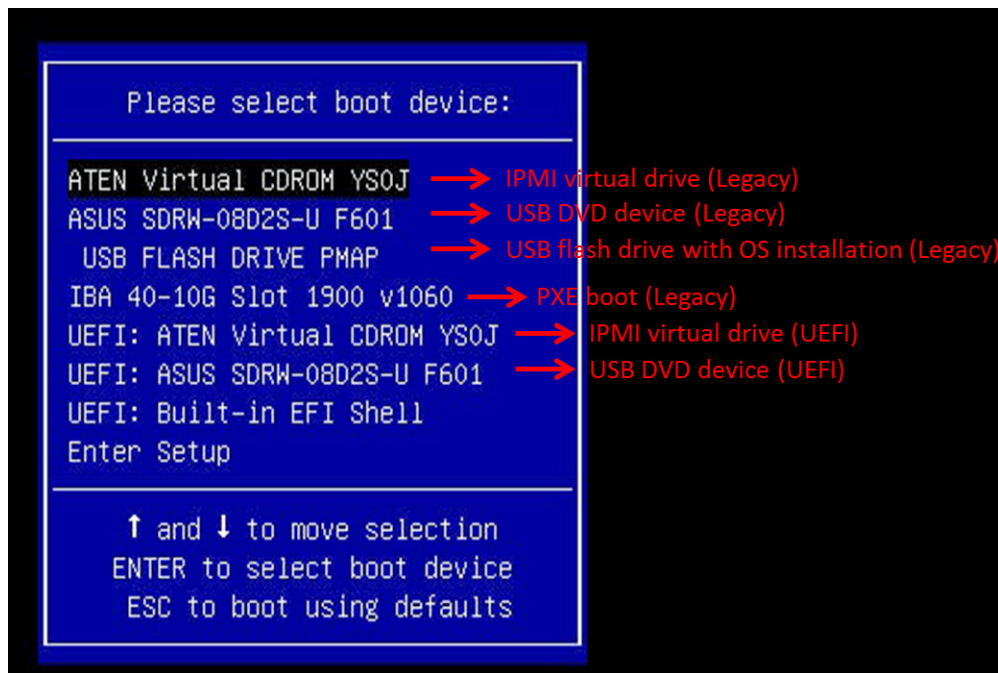 Please select boot device:
ATEN Virtual CDROM YS0J → IPMI virtual drive (Legacy)
ASUS SDRW-08D2S-U F601 → USB DVD device (Legacy)
USB FLASH DRIVE PMAP → USB flash drive with OS installation (Legacy)
IBA 40-10G Slot 1900 v1060 → PXE boot (Legacy)
UEFI: ATEN Virtual CDROM YS0J → IPMI virtual drive (UEFI)
UEFI: ASUS SDRW-08D2S-U F601 → USB DVD device (UEFI)
UEFI: Built-in EFI Shell
Enter Setup
↑ and ↓ to move selection
ENTER to select boot device
ESC to boot using defaults